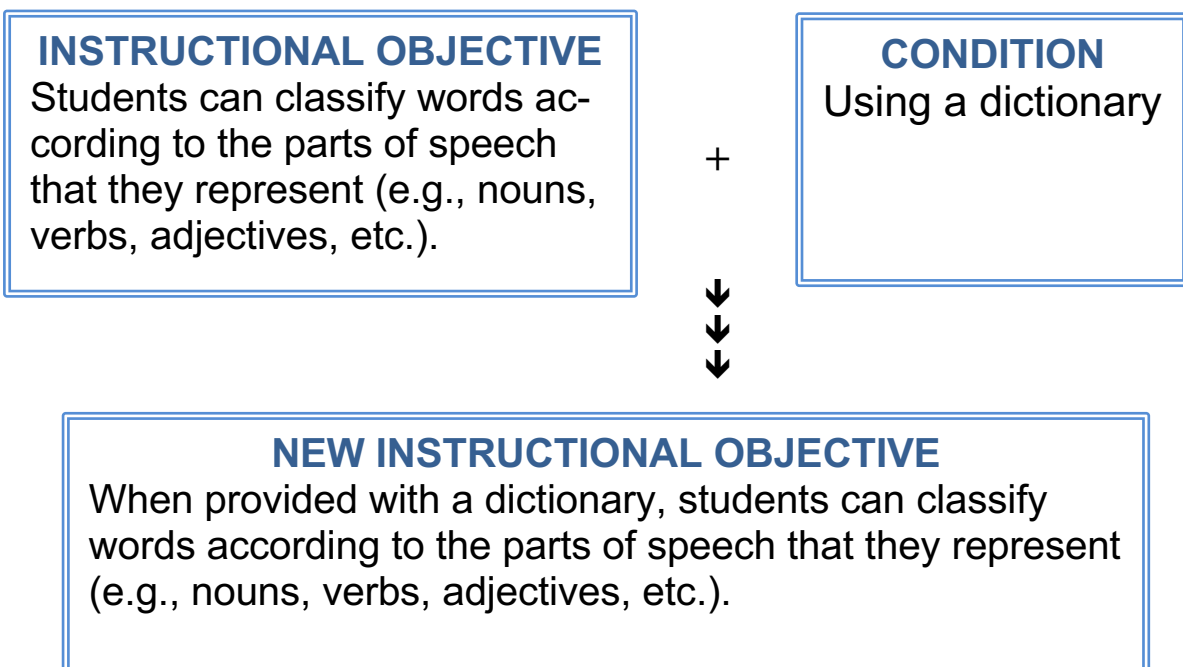 INSTRUCTIONAL OBJECTIVE
Students can classify words ac-
cording to the parts of speech
that they represent (e.g., nouns,
verbs, adjectives, etc.).
+
CONDITION
Using a dictionary
NEW INSTRUCTIONAL OBJECTIVE
When provided with a dictionary, students can classify
words according to the parts of speech that they represent
(e.g., nouns, verbs, adjectives, etc.).